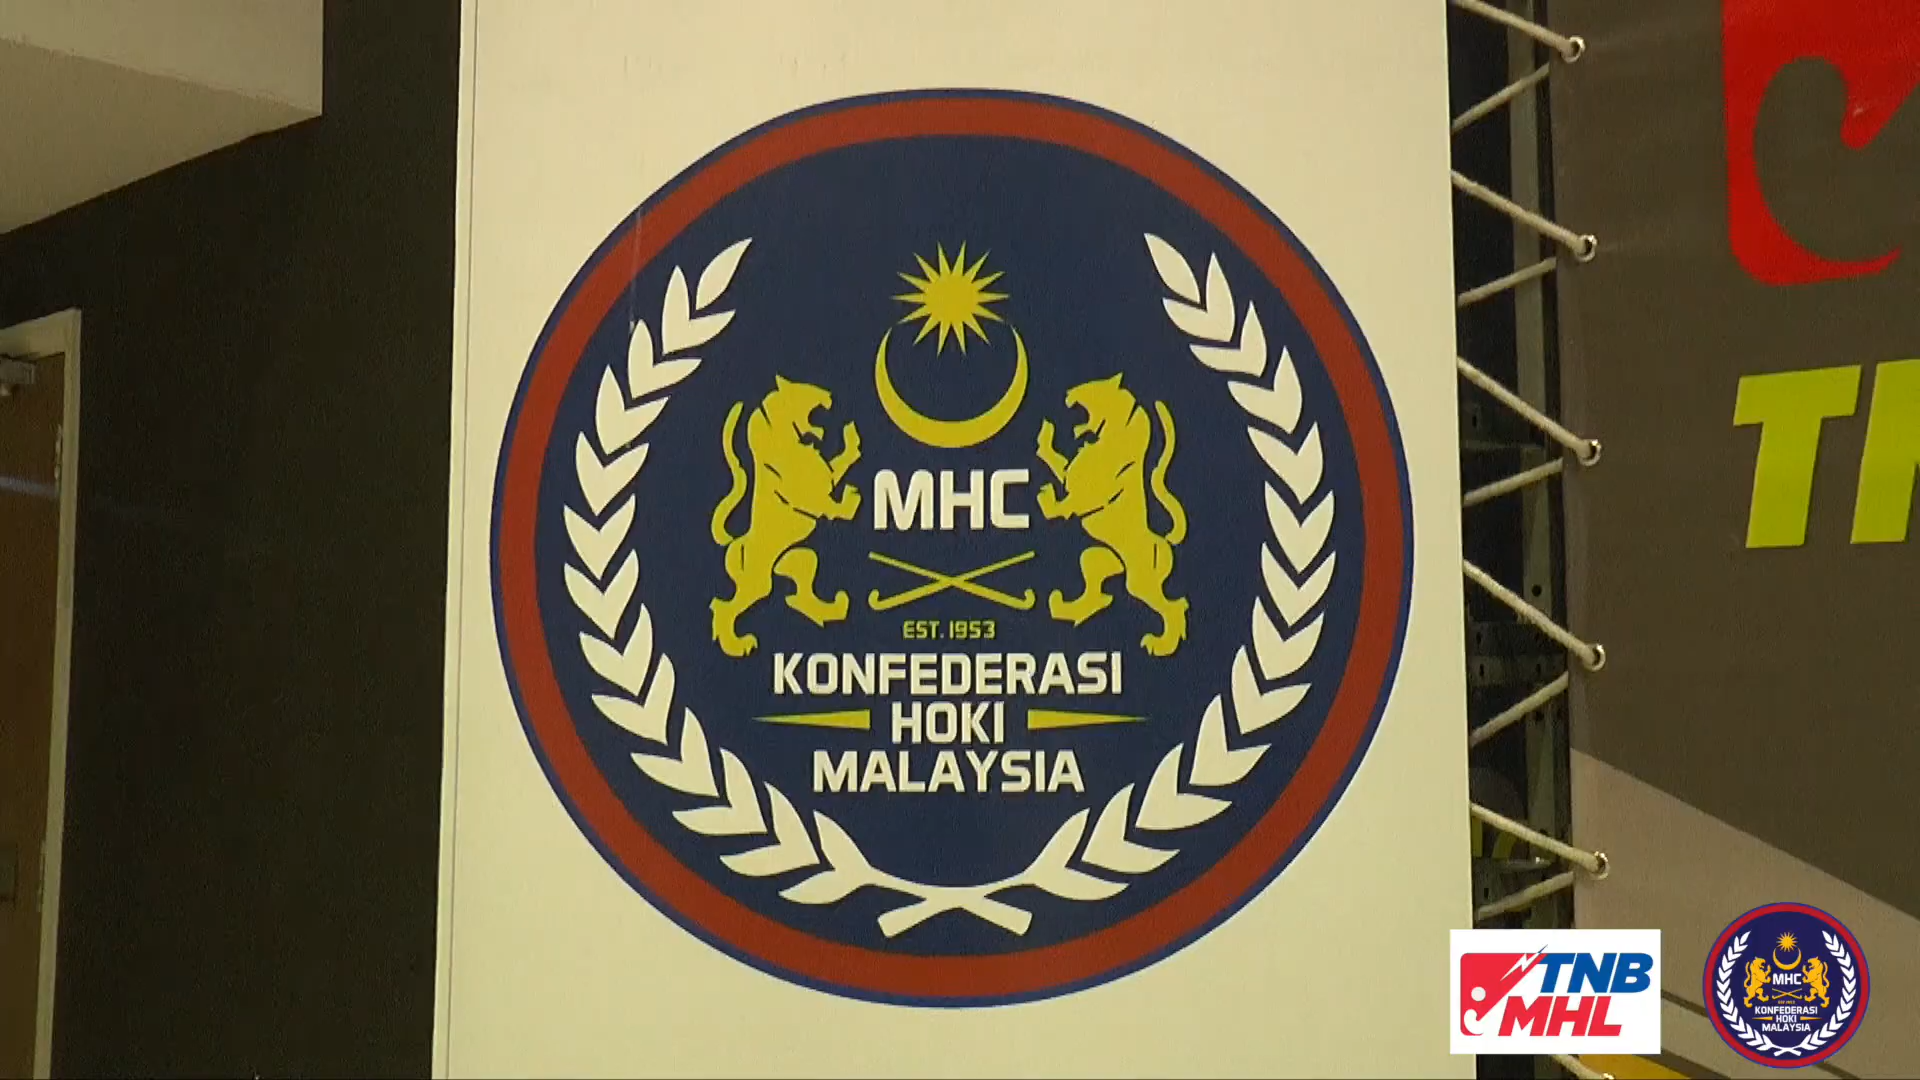 MHC
EST. 1953
KONFEDERASI
HOKI
MALAYSIA
TNB
MHL
MHC
KONFEDERASI
HOKI
MALAYSIA